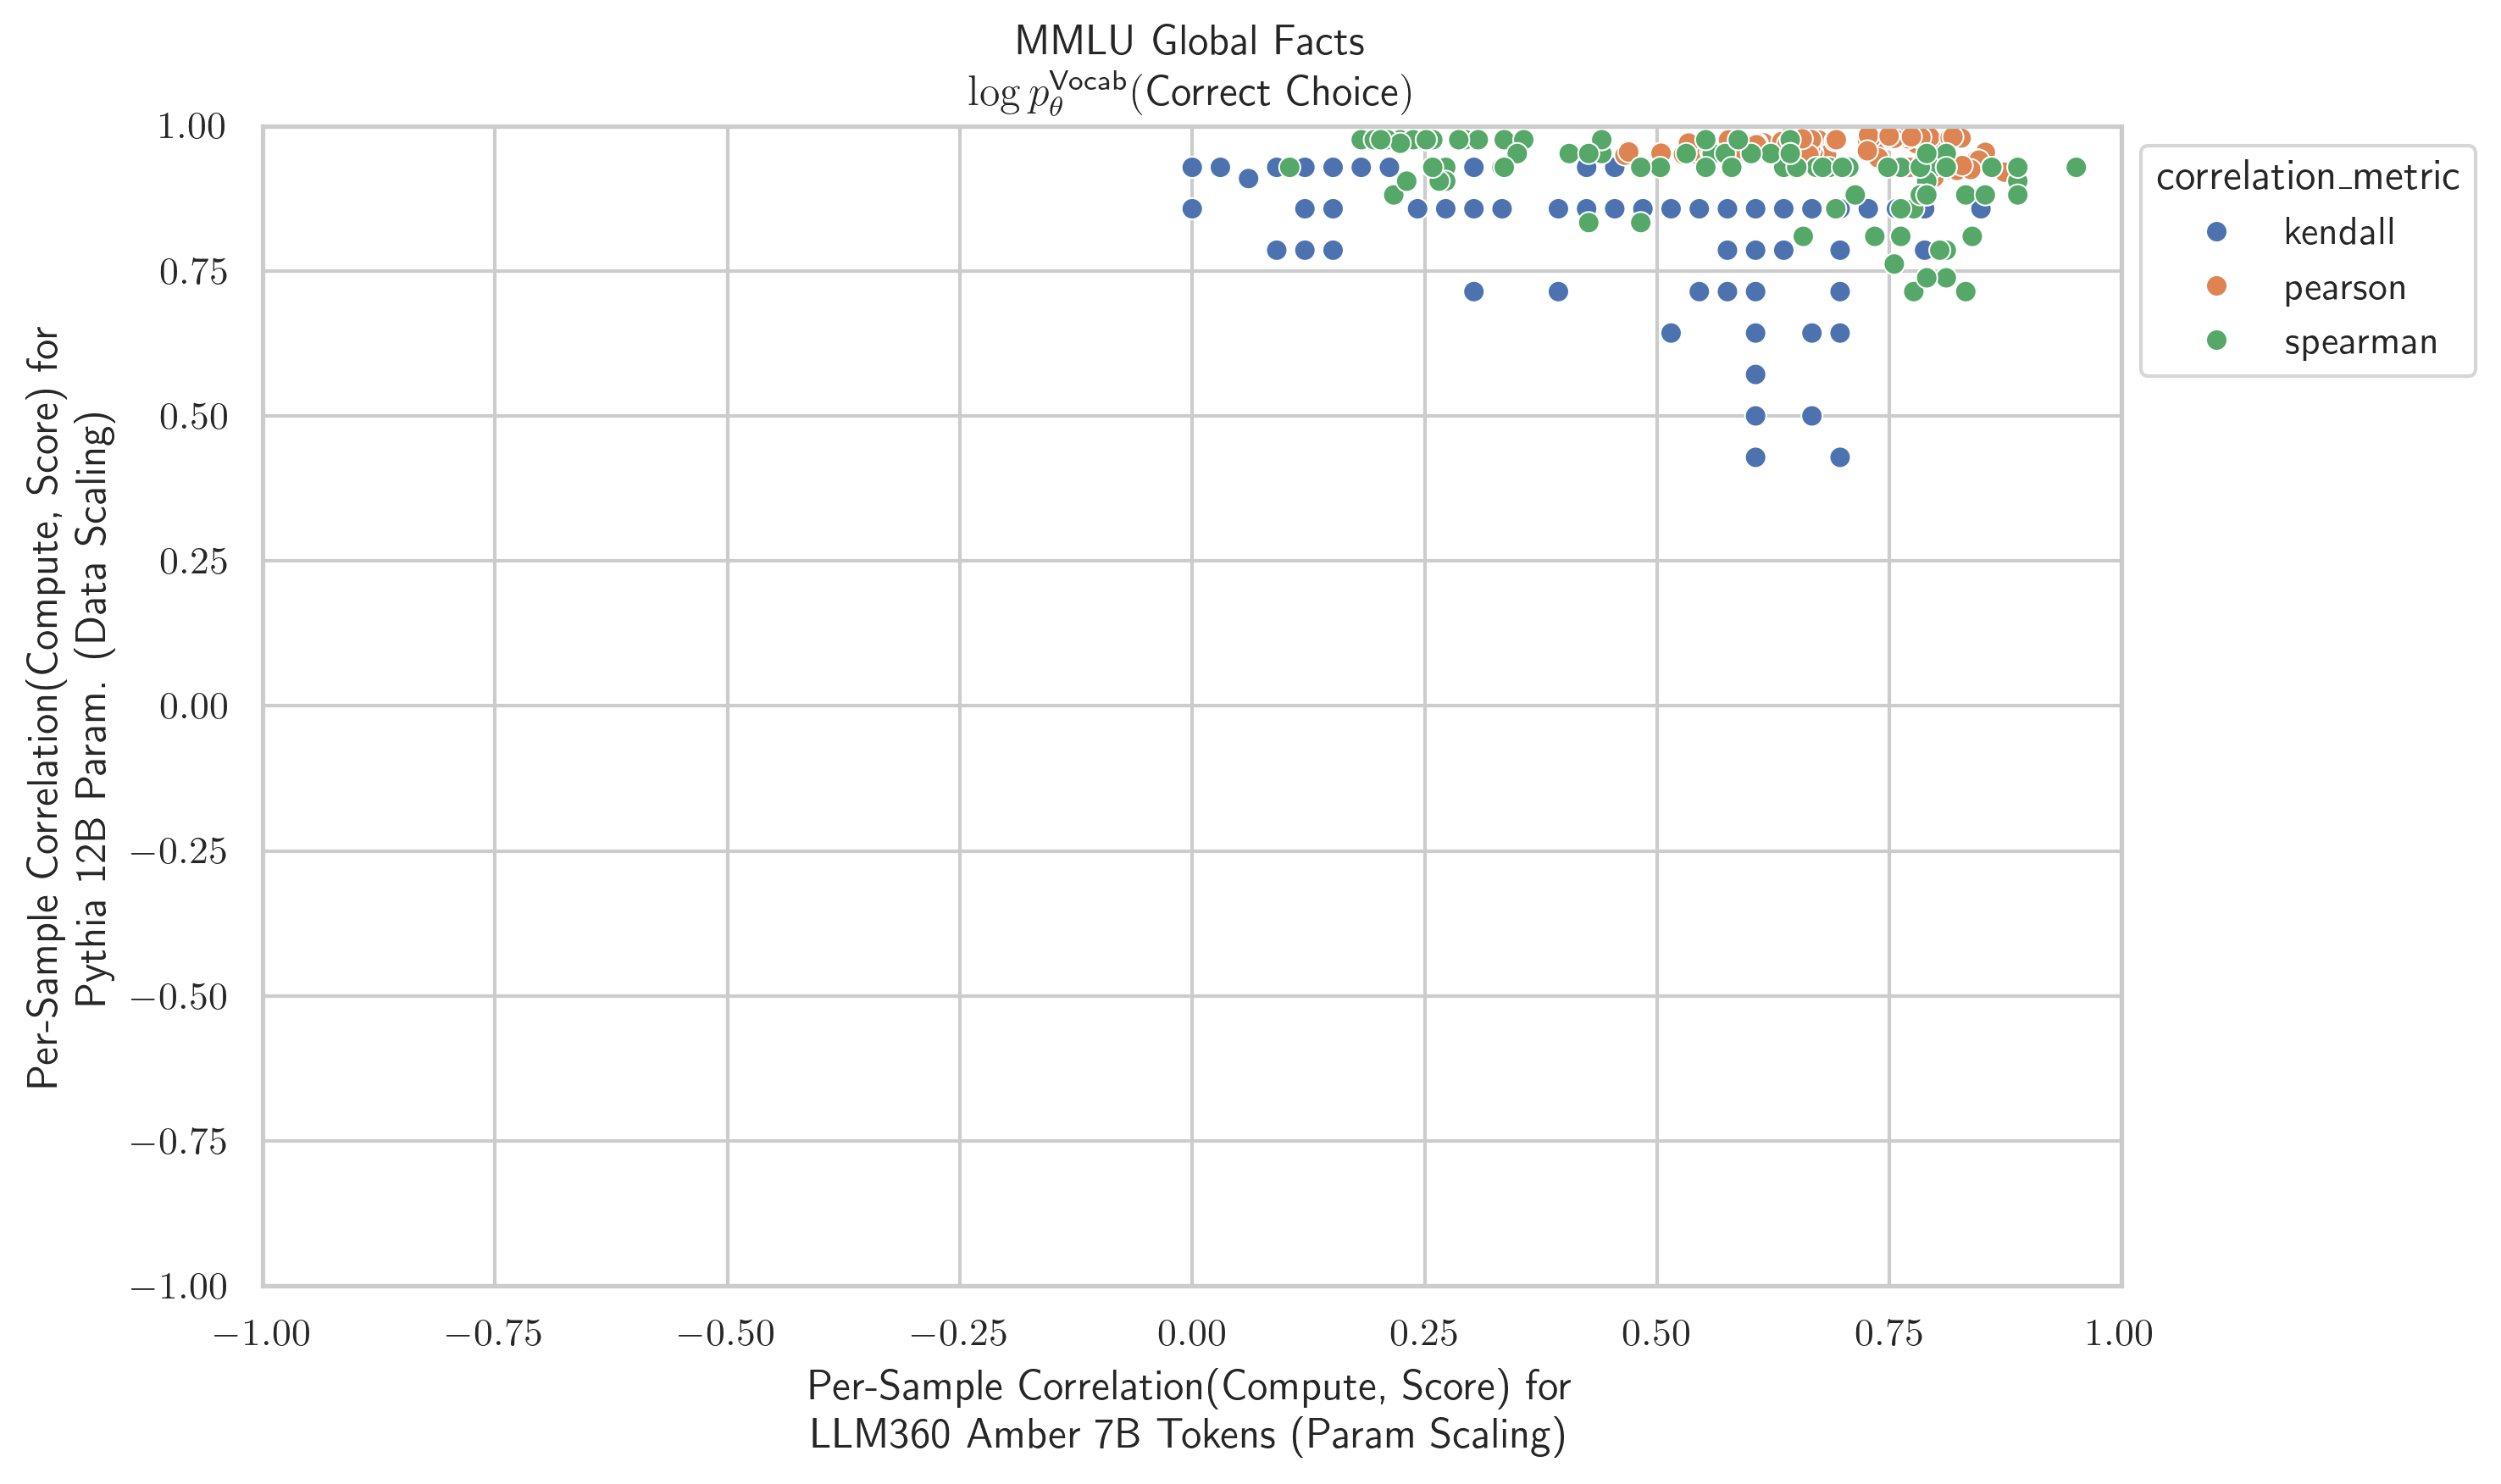 MMLU Global Facts
log p_θ^Vocab(Correct Choice)
1.00
0.75
0.50
0.25
0.00
−0.25
−0.50
−0.75
−1.00
Per-Sample Correlation(Compute, Score) for
Pythia 12B Param. (Data Scaling)
−1.00
−0.75
−0.50
−0.25
0.00
0.25
0.50
0.75
1.00
Per-Sample Correlation(Compute, Score) for
LLM360 Amber 7B Tokens (Param Scaling)
correlation_metric
kendall
pearson
spearman